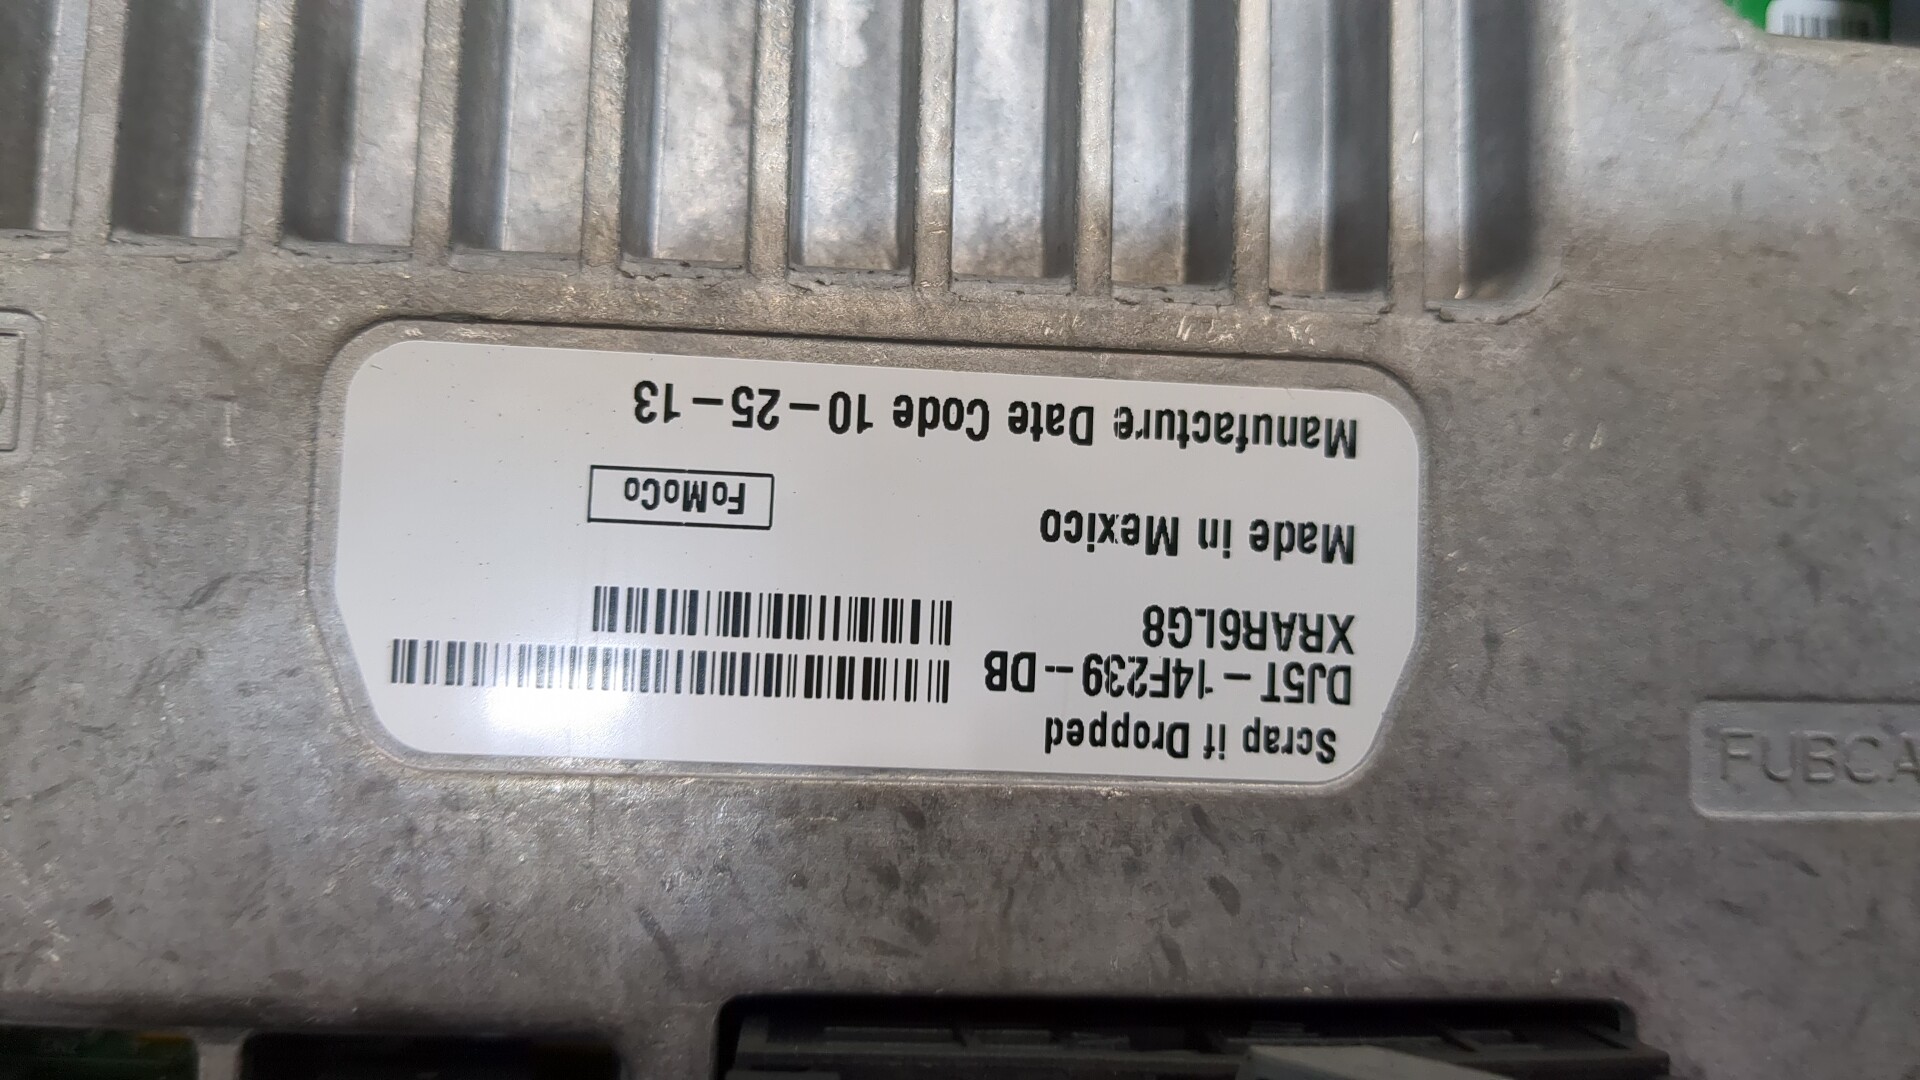 Scrap if Dropped
DJ5T-14F239-DB
XRAR6LG8
Made in Mexico
FoMoCo
Manufacture Date Code 10-25-13